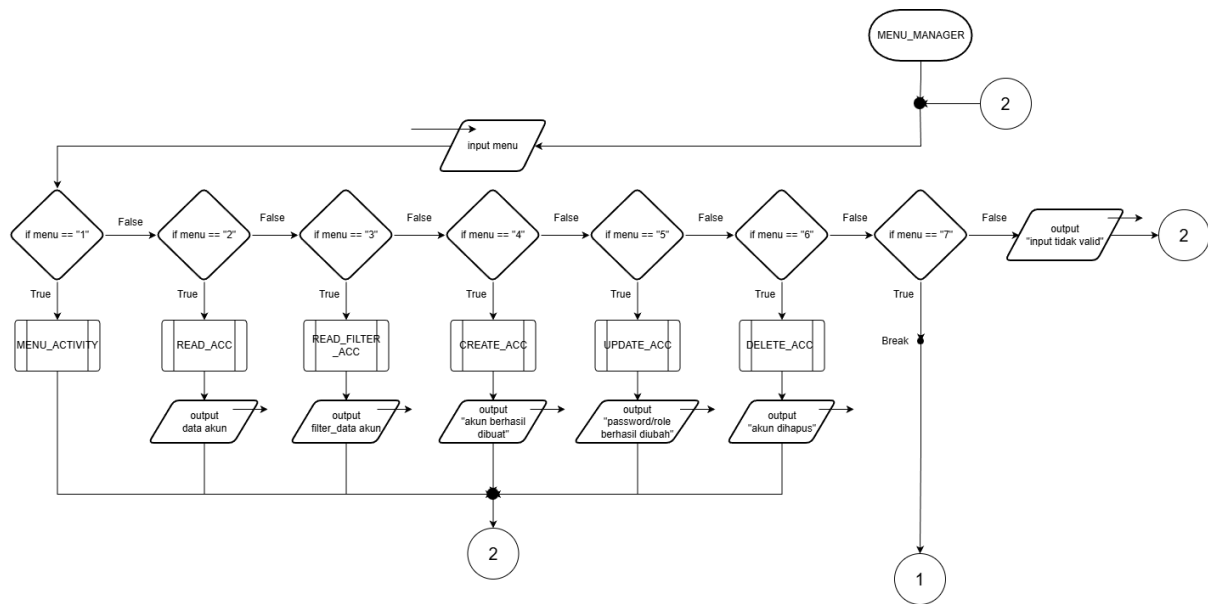 MENU_MANAGER
2
input menu
if menu == "1"
False
if menu == "2"
False
if menu == "3"
False
if menu == "4"
False
if menu == "5"
False
if menu == "6"
False
if menu == "7"
False
output
"input tidak valid"
2
True
True
True
True
True
True
True
MENU_ACTIVITY
READ_ACC
READ_FILTER
_ACC
CREATE_ACC
UPDATE_ACC
DELETE_ACC
Break
output
data akun
output
filter_data akun
output
"akun berhasil
dibuat"
output
"password/role
berhasil diubah"
output
"akun dihapus"
2
1